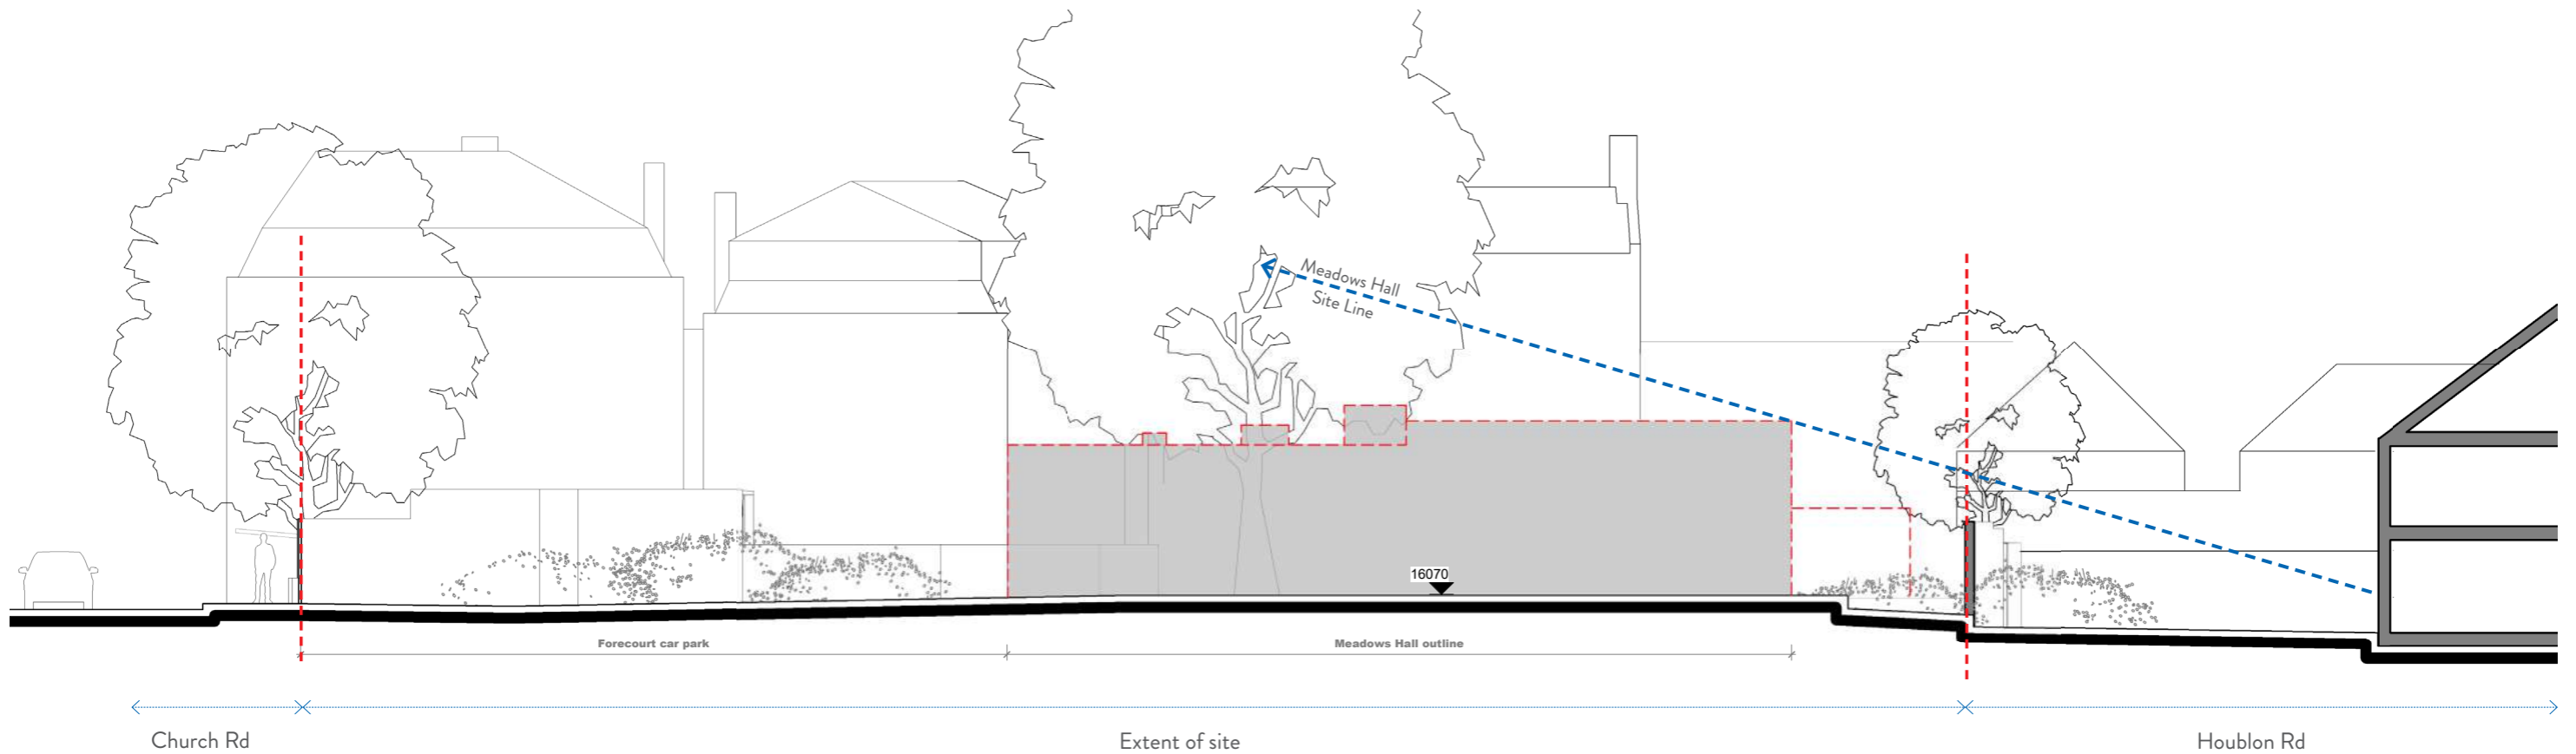 Meadows Hall
Site Line
16070
Forecourt car park
Meadows Hall outline
Church Rd
Extent of site
Houblon Rd